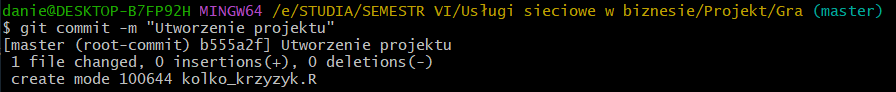 danie@DESKTOP-B7FP92H MINGW64 /e/STUDIA/SEMESTR VI/Usługi sieciowe w biznesie/Projekt/Gra (master)
$ git commit -m "Utworzenie projektu"
[master (root-commit) b555a2f] Utworzenie projektu
 1 file changed, 0 insertions(+), 0 deletions(-)
 create mode 100644 kolko_krzyzyk.R